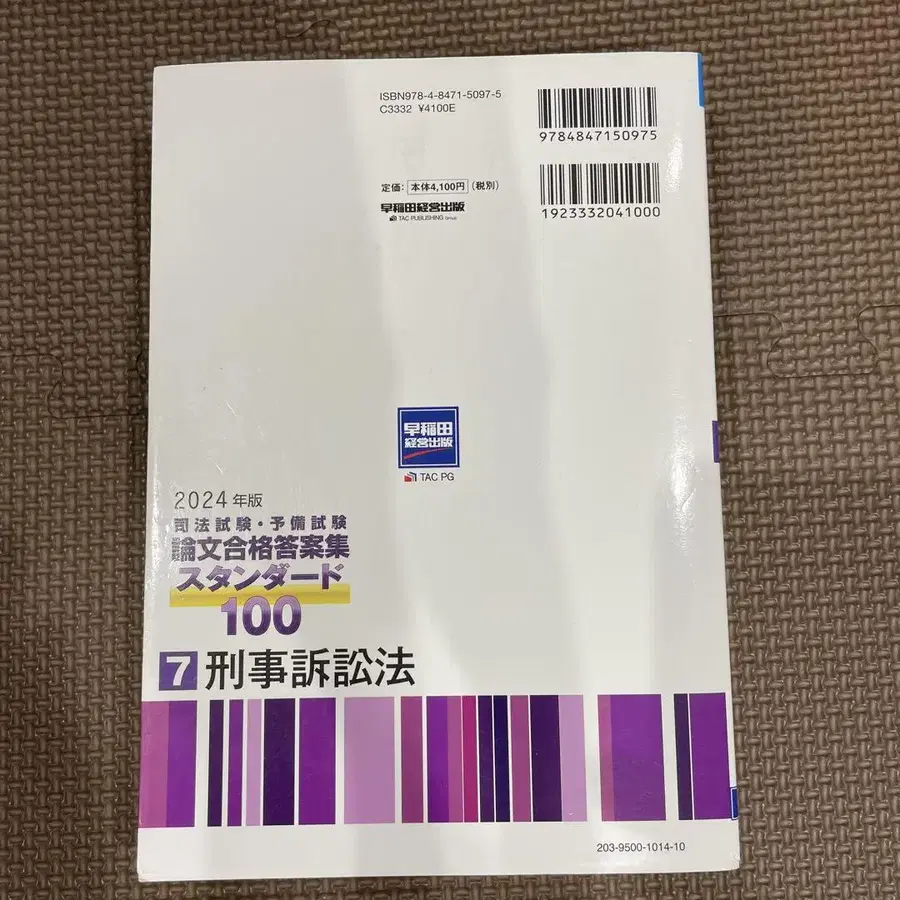 ISBN978-4-8471-5097-5
C3332 ¥4100E
9784847150975
定価: 本体4,100円 (税別)
1923332041000
早稲田経営出版
TAC PUBLISHING Group
早稲田
経営出版
TAC PG
2024年版
司法試験・予備試験
論文合格答案集
スタンダード
100
7 刑事訴訟法
203-9500-1014-10